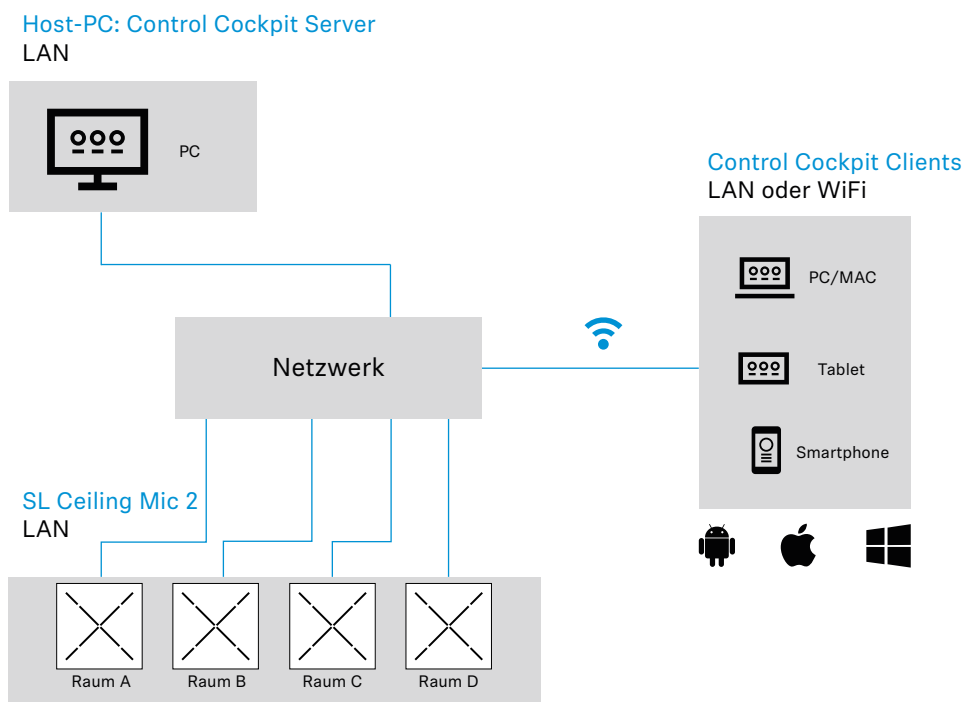 Host-PC: Control Cockpit Server
LAN
PC
Control Cockpit Clients
LAN oder WiFi
PC/MAC
Tablet
Smartphone
Netzwerk
SL Ceiling Mic 2
LAN
Raum A
Raum B
Raum C
Raum D